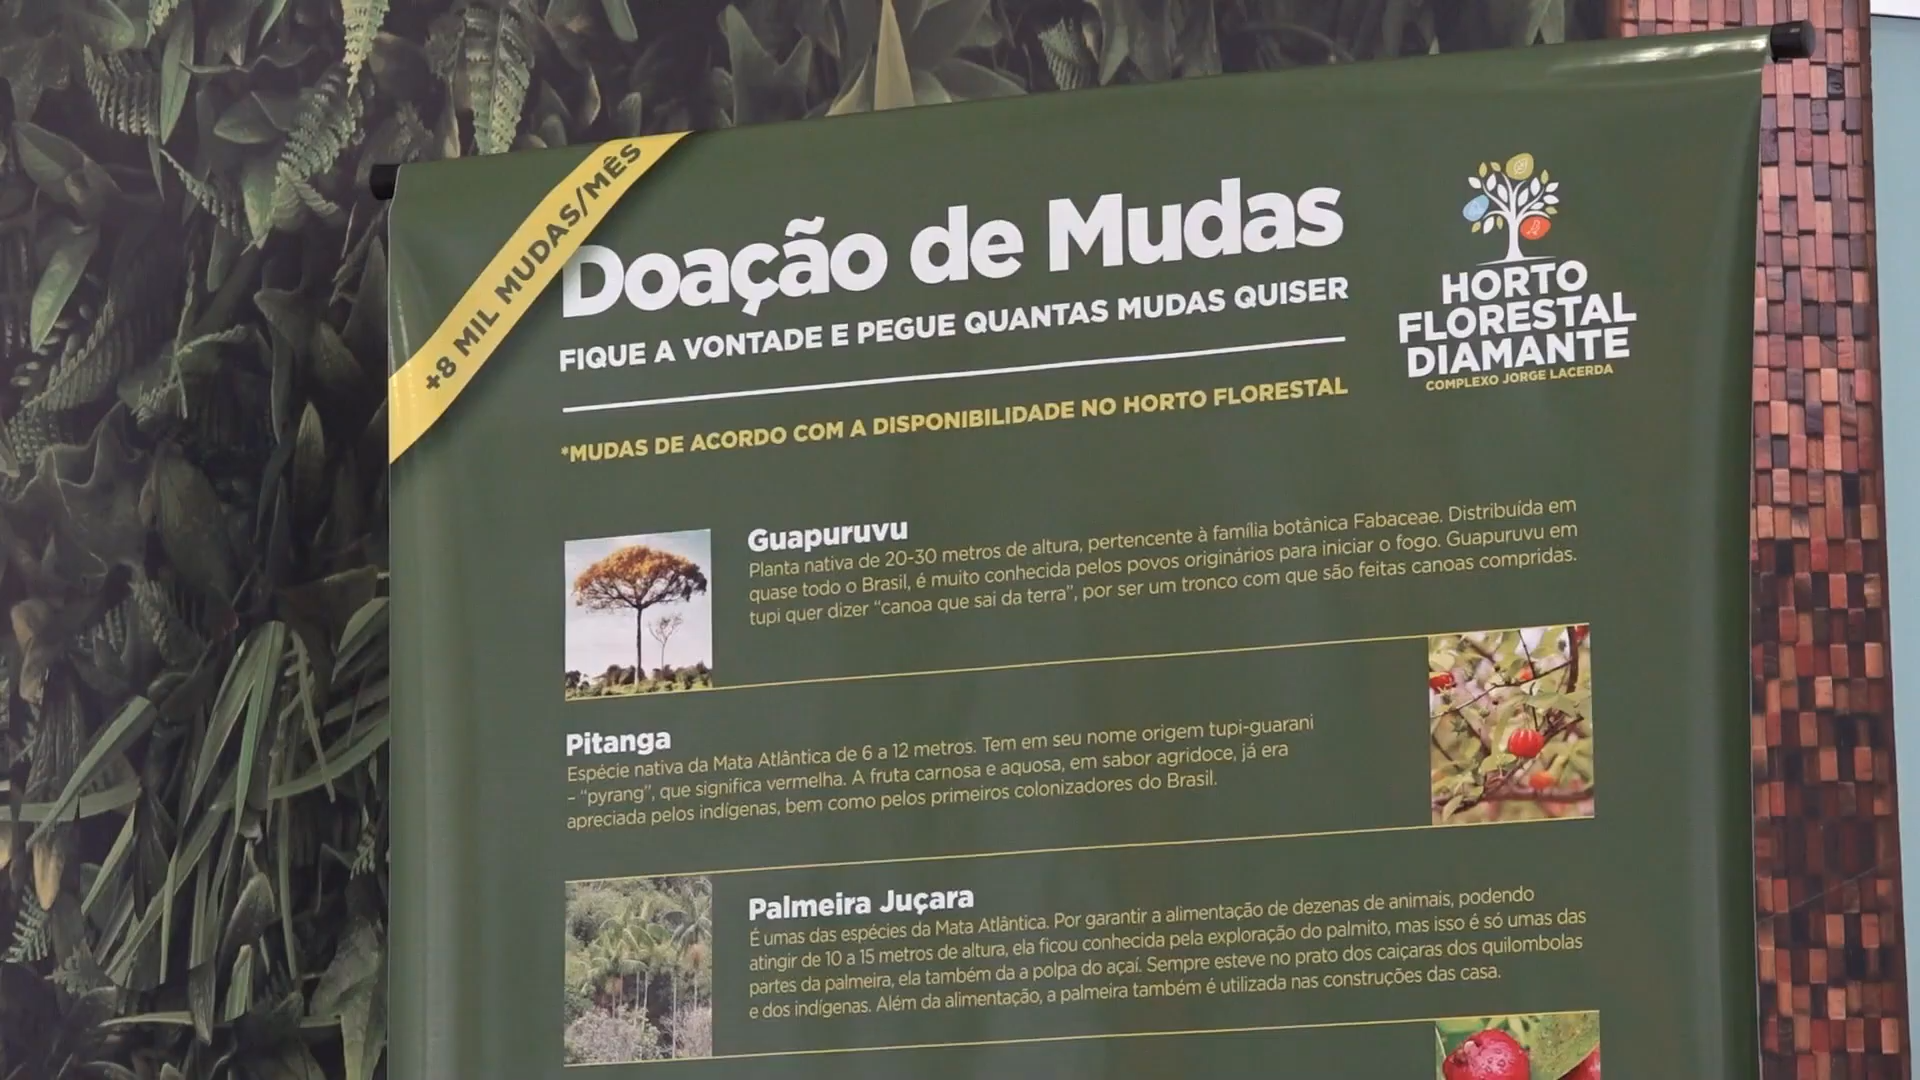 +8 MIL MUDAS/MÊS
Doação de Mudas
FIQUE A VONTADE E PEGUE QUANTAS MUDAS QUISER
*MUDAS DE ACORDO COM A DISPONIBILIDADE NO HORTO FLORESTAL
HORTO
FLORESTAL
DIAMANTE
COMPLEXO JORGE LACERDA
Guapuruvu
Planta nativa de 20-30 metros de altura, pertencente à família botânica Fabaceae. Distribuída em
quase todo o Brasil, é muito conhecida pelos povos originários para iniciar o fogo. Guapuruvu em
tupi quer dizer “canoa que sai da terra”, por ser um tronco com que são feitas canoas compridas.
Pitanga
Espécie nativa da Mata Atlântica de 6 a 12 metros. Tem em seu nome origem tupi-guarani
– “pyrang”, que significa vermelha. A fruta carnosa e aquosa, em sabor agridoce, já era
apreciada pelos indígenas, bem como pelos primeiros colonizadores do Brasil.
Palmeira Juçara
É umas das espécies da Mata Atlântica. Por garantir a alimentação de dezenas de animais, podendo
atingir de 10 a 15 metros de altura, ela ficou conhecida pela exploração do palmito, mas isso é só umas das
partes da palmeira, ela também da a polpa do açaí. Sempre esteve no prato dos caiçaras dos quilombolas
e dos indígenas. Além da alimentação, a palmeira também é utilizada nas construções das casa.